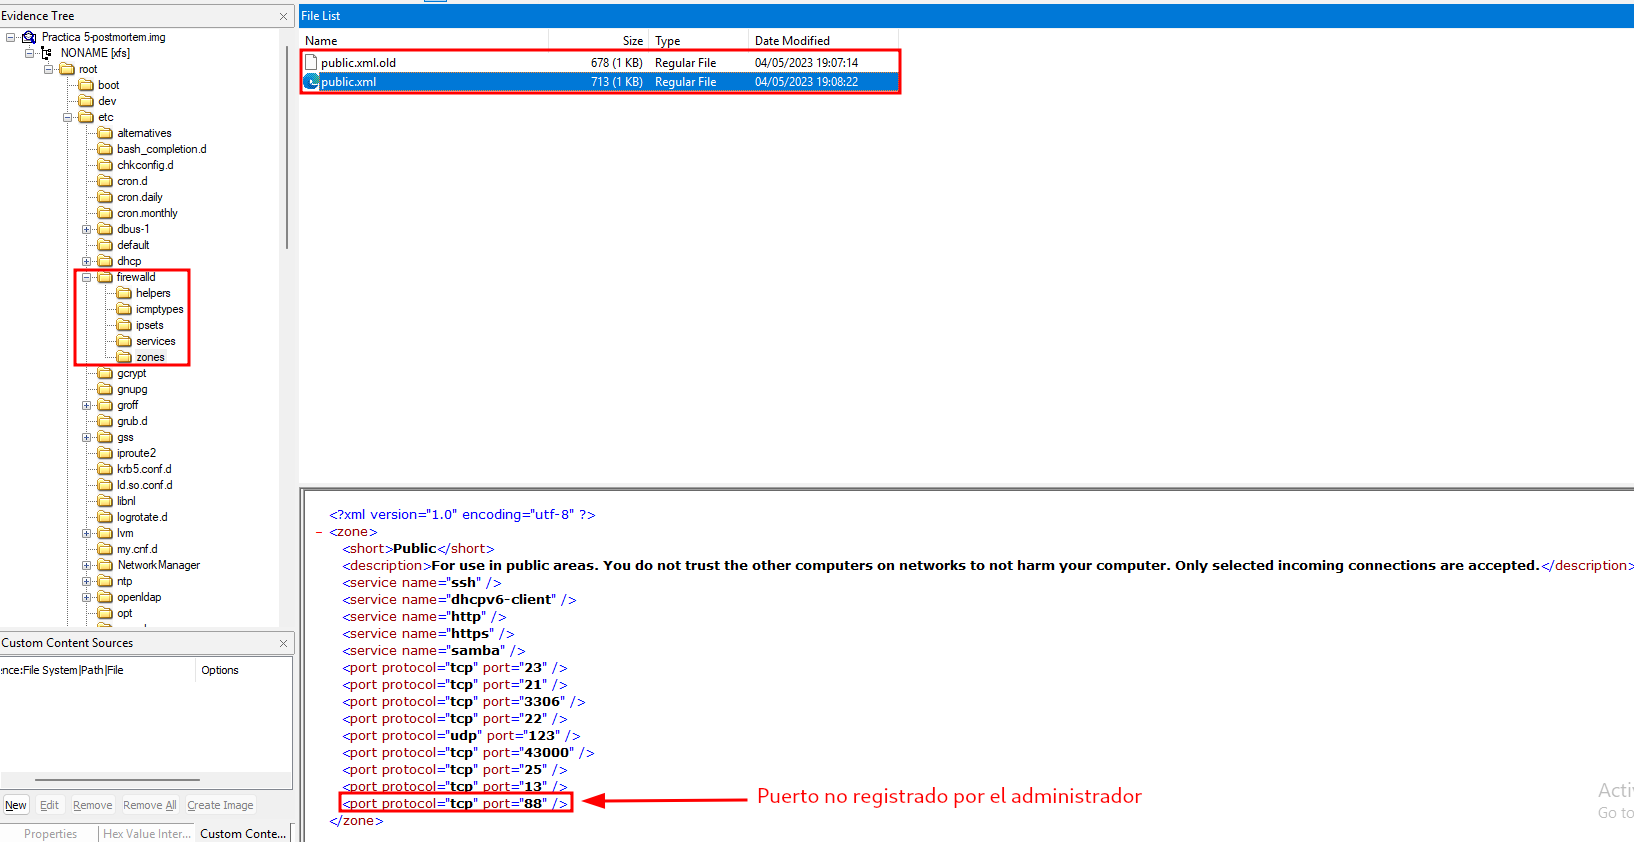 Evidence Tree
Practica 5-postmortem.img
NONAME [xfs]
root
boot
dev
etc
alternatives
bash_completion.d
chkconfig.d
cron.d
cron.daily
cron.monthly
dbus-1
default
dhcp
firewalld
helpers
icmptypes
ipsets
services
zones
gcrypt
gnupg
groff
grub.d
gss
iproute2
krb5.conf.d
ld.so.conf.d
libnl
logrotate.d
lvm
my.cnf.d
NetworkManager
ntp
openldap
opt
Custom Content Sources
nce:File System|Path|File Options
New Edit Remove Remove All Create Image
Properties Hex Value Inter... Custom Conte...
File List
Name Size Type Date Modified
public.xml.old 678 (1 KB) Regular File 04/05/2023 19:07:14
public.xml 713 (1 KB) Regular File 04/05/2023 19:08:22
<?xml version="1.0" encoding="utf-8" ?>
- <zone>
<short>Public</short>
<description>For use in public areas. You do not trust the other computers on networks to not harm your computer. Only selected incoming connections are accepted.</description>
<service name="ssh" />
<service name="dhcpv6-client" />
<service name="http" />
<service name="https" />
<service name="samba" />
<port protocol="tcp" port="23" />
<port protocol="tcp" port="21" />
<port protocol="tcp" port="3306" />
<port protocol="tcp" port="22" />
<port protocol="udp" port="123" />
<port protocol="tcp" port="43000" />
<port protocol="tcp" port="25" />
<port protocol="tcp" port="13" />
<port protocol="tcp" port="88" />
</zone>
Puerto no registrado por el administrador
Acti
Go to